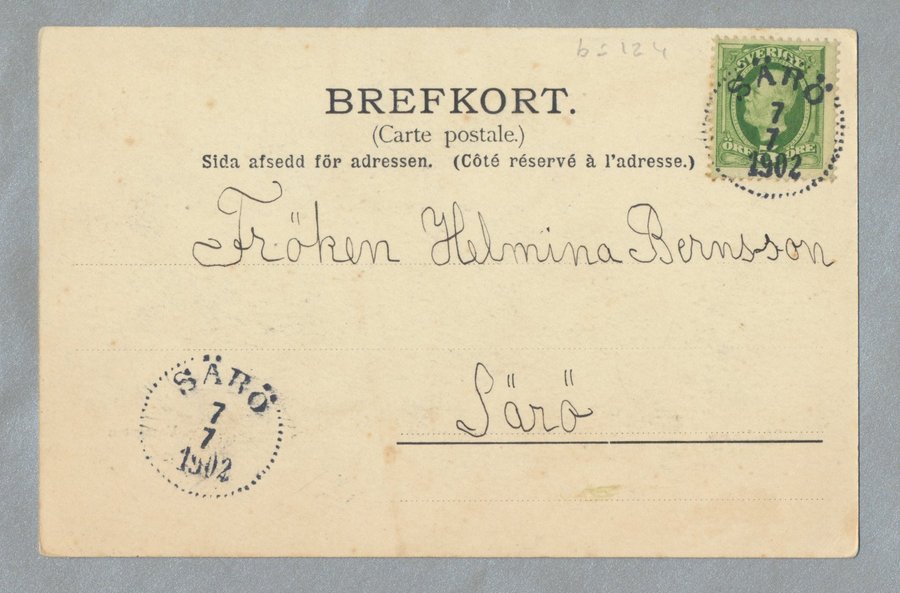 b = 124
BREFKORT.
(Carte postale.)
Sida afsedd för adressen. (Côté réservé à l'adresse.)
SVERIGE
ÖRE ÖRE
SÄRÖ
7
7
1902
Fröken Helmina Bernsson
Särö
SÄRÖ
7
7
1902